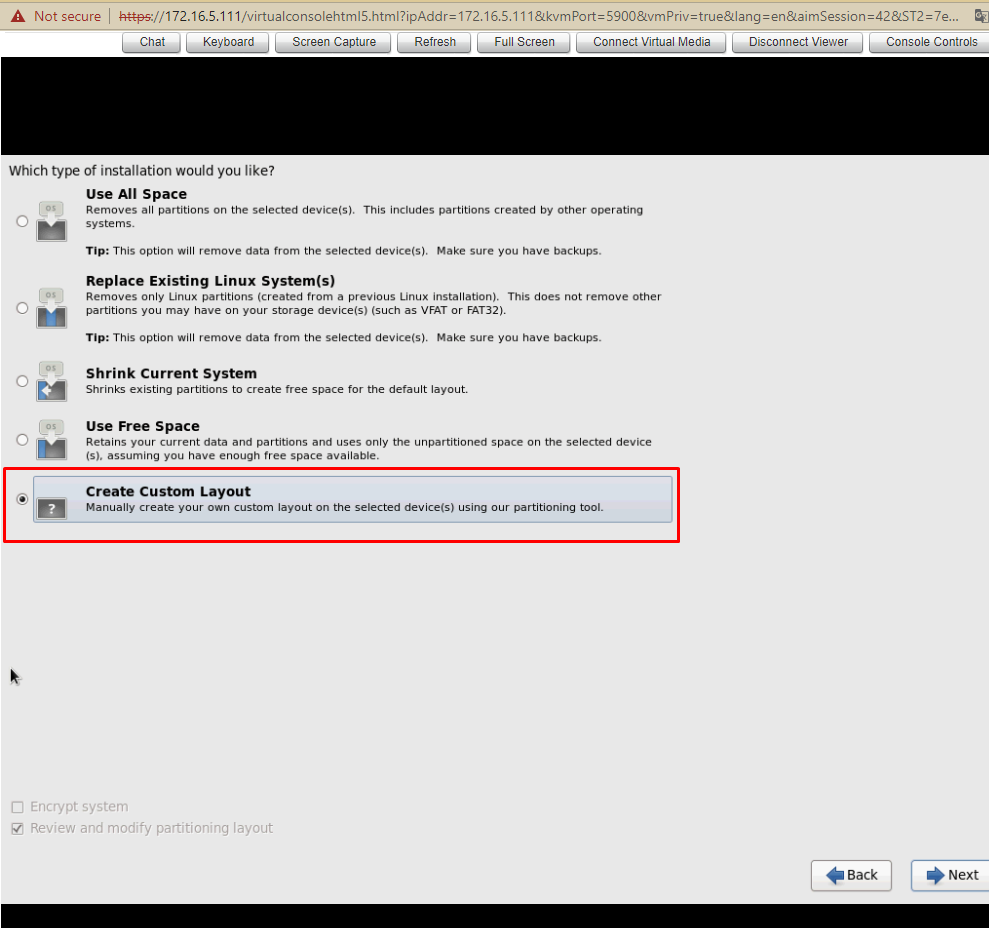 Not secure https://172.16.5.111/virtualconsolehtml5.html?ipAddr=172.16.5.111&kvmPort=5900&vmPriv=true&lang=en&aimSession=42&ST2=7e...
Chat Keyboard Screen Capture Refresh Full Screen Connect Virtual Media Disconnect Viewer Console Controls
Which type of installation would you like?
OS
Use All Space
Removes all partitions on the selected device(s). This includes partitions created by other operating
systems.
Tip: This option will remove data from the selected device(s). Make sure you have backups.
OS
Replace Existing Linux System(s)
Removes only Linux partitions (created from a previous Linux installation). This does not remove other
partitions you may have on your storage device(s) (such as VFAT or FAT32).
Tip: This option will remove data from the selected device(s). Make sure you have backups.
OS
Shrink Current System
Shrinks existing partitions to create free space for the default layout.
OS
Use Free Space
Retains your current data and partitions and uses only the unpartitioned space on the selected device
(s), assuming you have enough free space available.
?
Create Custom Layout
Manually create your own custom layout on the selected device(s) using our partitioning tool.
Encrypt system
Review and modify partitioning layout
Back Next